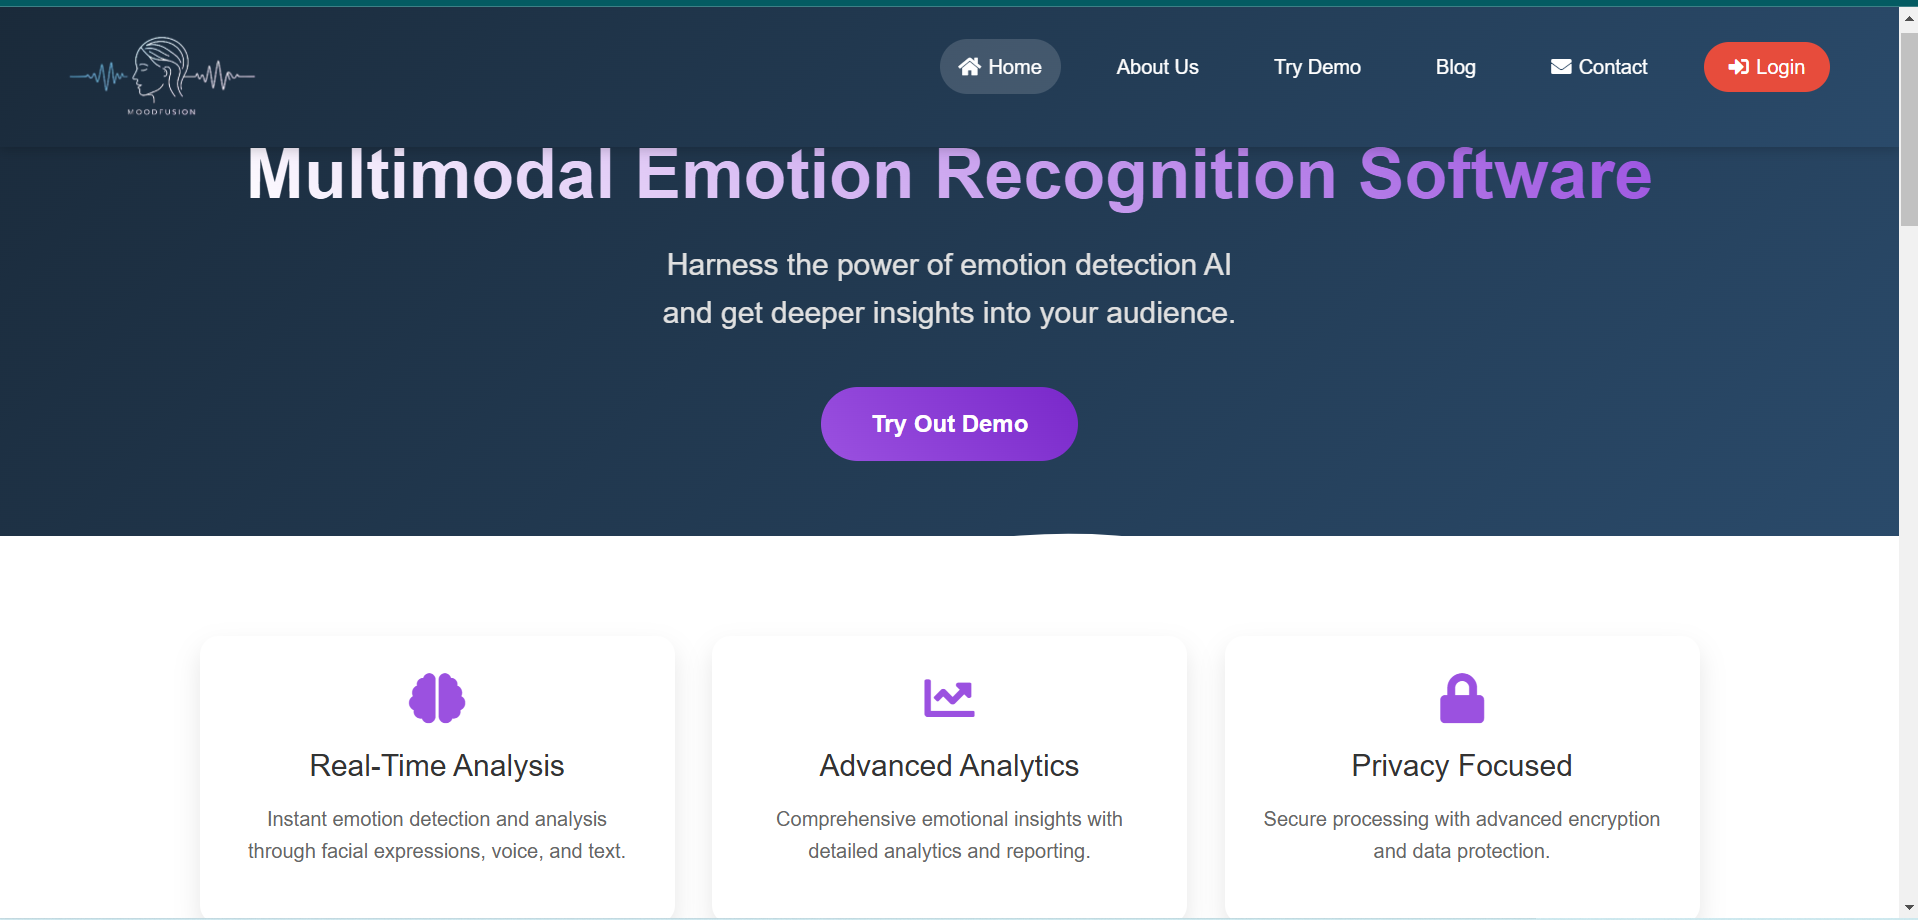 MOODFUSION
Home
About Us
Try Demo
Blog
Contact
Login
Multimodal Emotion Recognition Software
Harness the power of emotion detection AI
and get deeper insights into your audience.
Try Out Demo
Real-Time Analysis
Instant emotion detection and analysis
through facial expressions, voice, and text.
Advanced Analytics
Comprehensive emotional insights with
detailed analytics and reporting.
Privacy Focused
Secure processing with advanced encryption
and data protection.